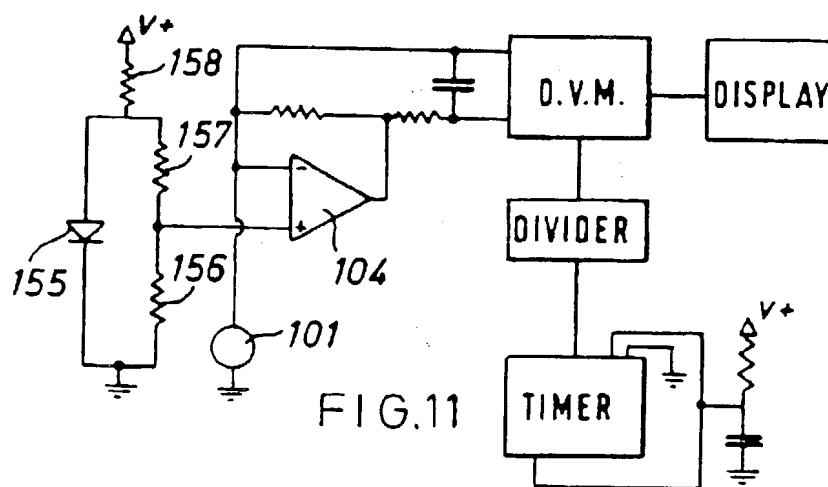 V+
158
157
155
156
-
+
104
101
D.V.M.
DISPLAY
DIVIDER
TIMER
V+
FIG.11